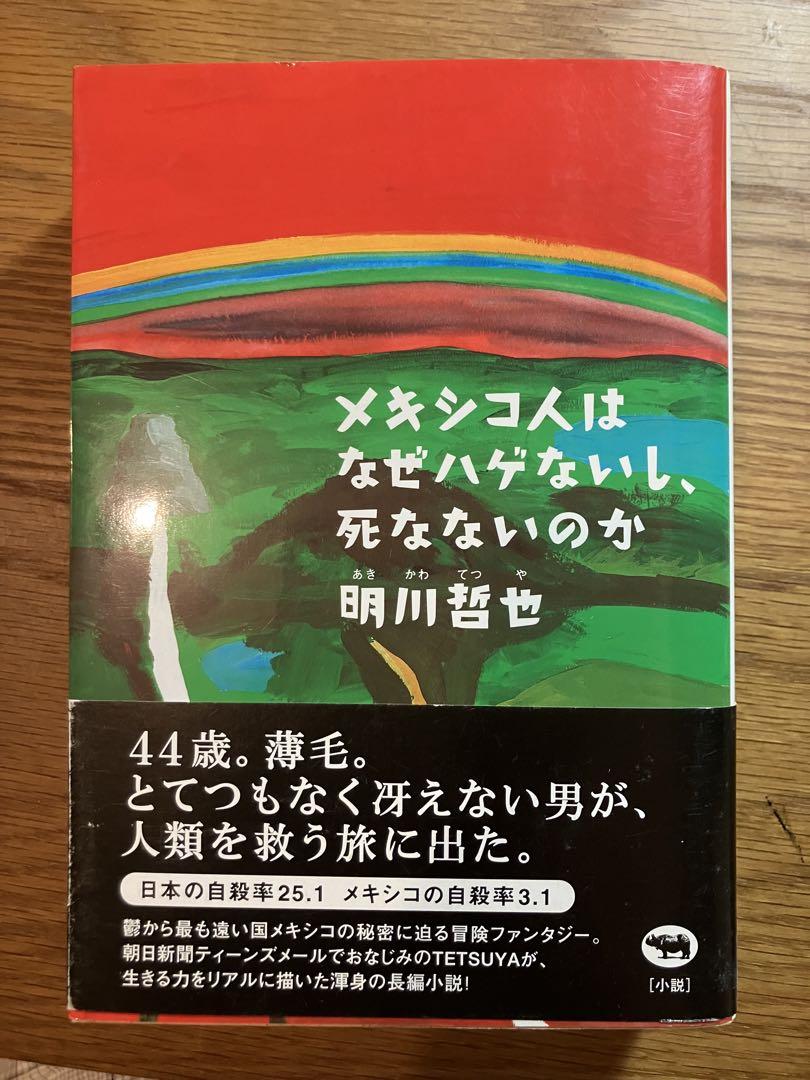 メキシコ人は
なぜハゲないし、
死なないのか
あき かわ てつ や
明川哲也
44歳。薄毛。
とてつもなく冴えない男が、
人類を救う旅に出た。
日本の自殺率25.1 メキシコの自殺率3.1
鬱から最も遠い国メキシコの秘密に迫る冒険ファンタジー。
朝日新聞ティーンズメールでおなじみのTETSUYAが、
生きる力をリアルに描いた渾身の長編小説!
[小説]